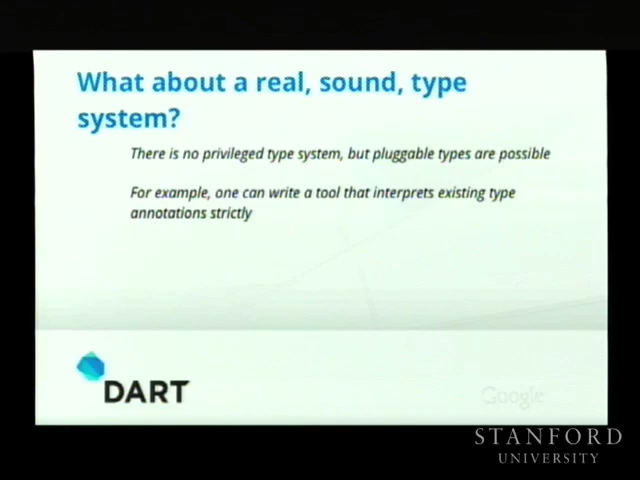 What about a real, sound, type
system?
There is no privileged type system, but pluggable types are possible
For example, one can write a tool that interprets existing type
annotations strictly
DART
Google
STANFORD
UNIVERSITY